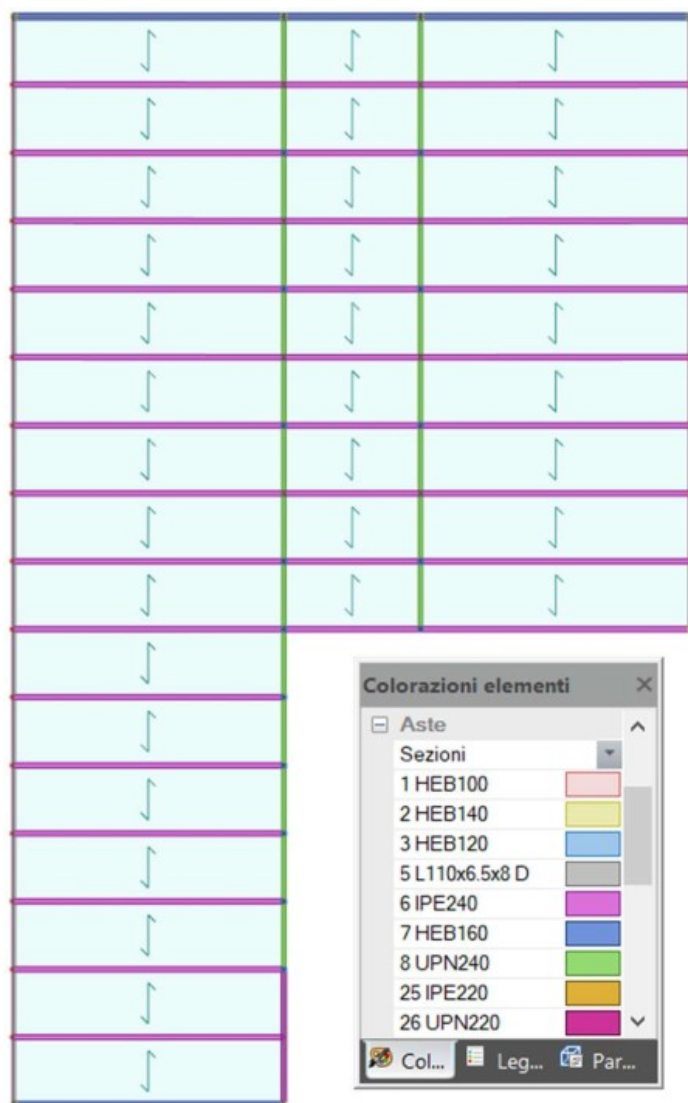 Colorazioni elementi
Aste
Sezioni
1 HEB100
2 HEB140
3 HEB120
5 L110x6.5x8 D
6 IPE240
7 HEB160
8 UPN240
25 IPE220
26 UPN220
Col... Leg... Par...